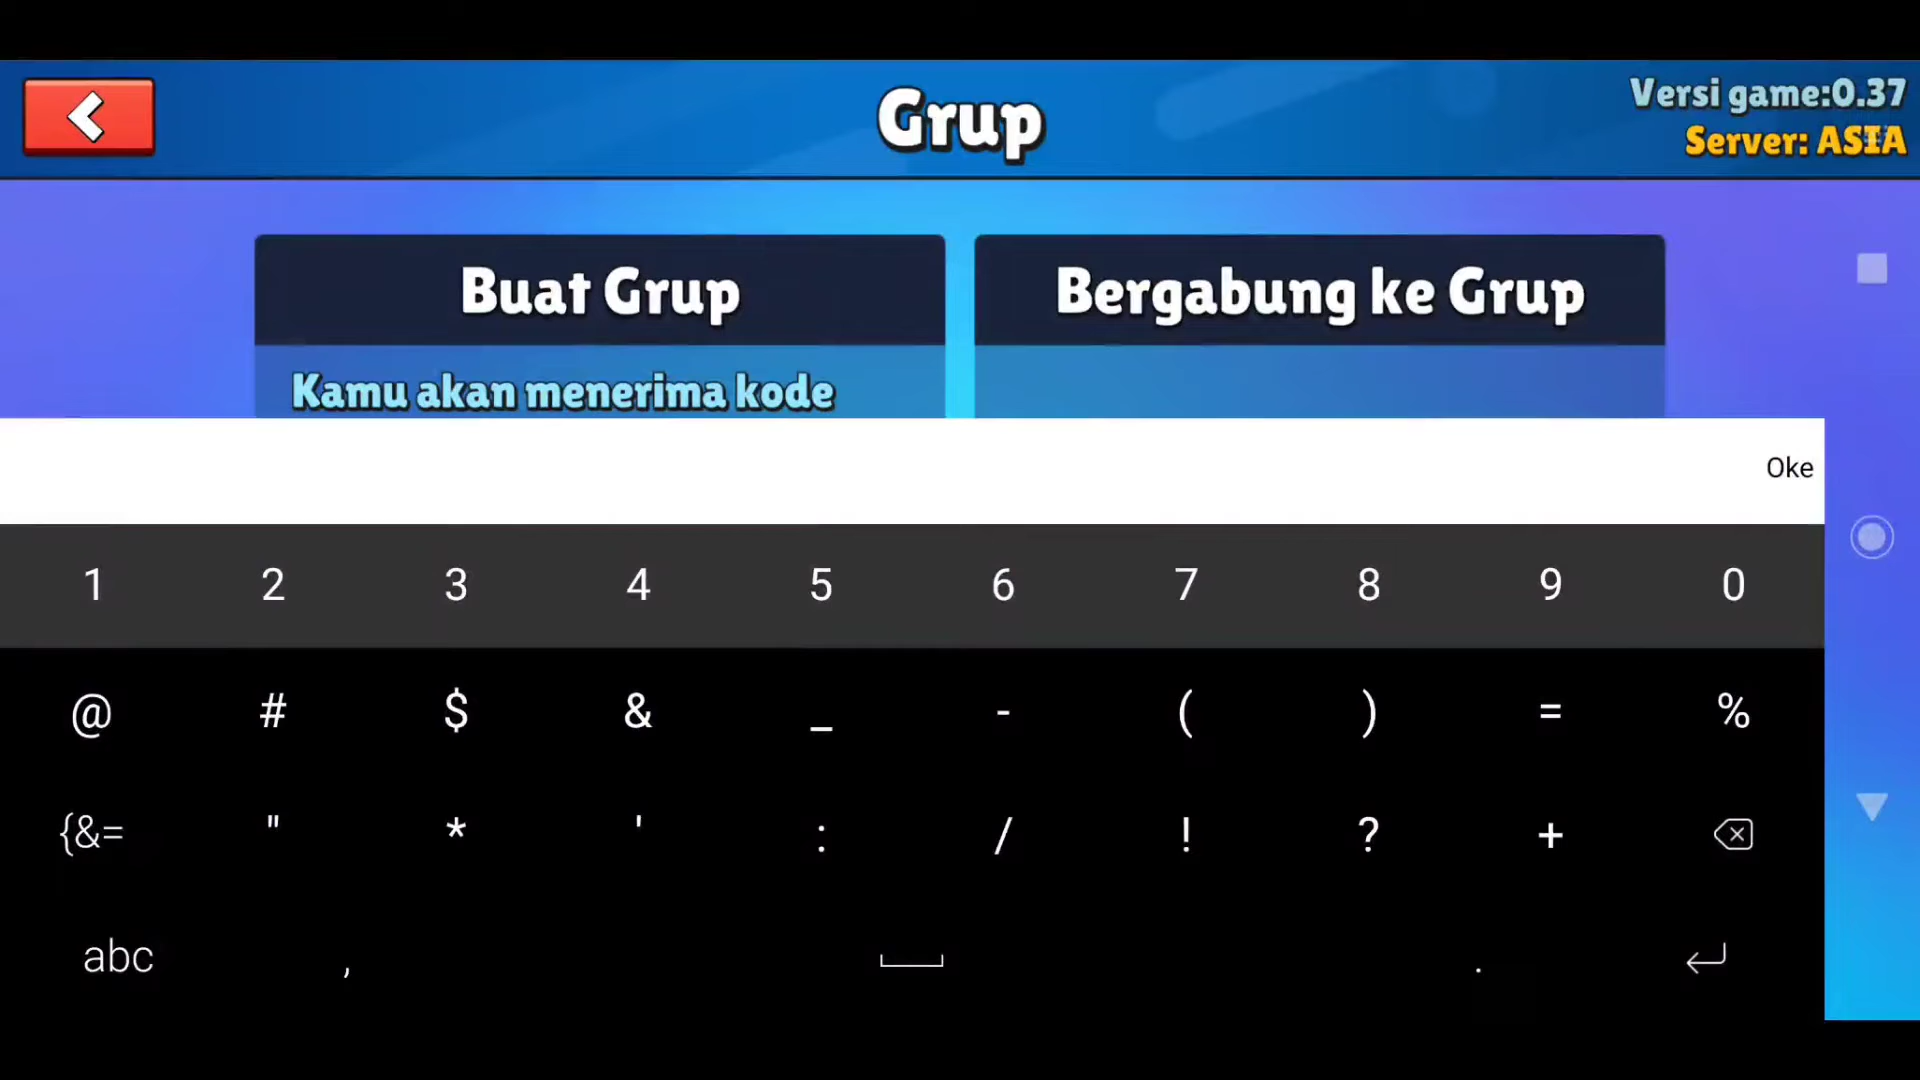 Grup
Versi game:0.37
Server: ASIA
Buat Grup
Bergabung ke Grup
Kamu akan menerima kode
Oke
1 2 3 4 5 6 7 8 9 0
@ # $ & _ - ( ) = %
{&= " * ' : / ! ? +
abc , .